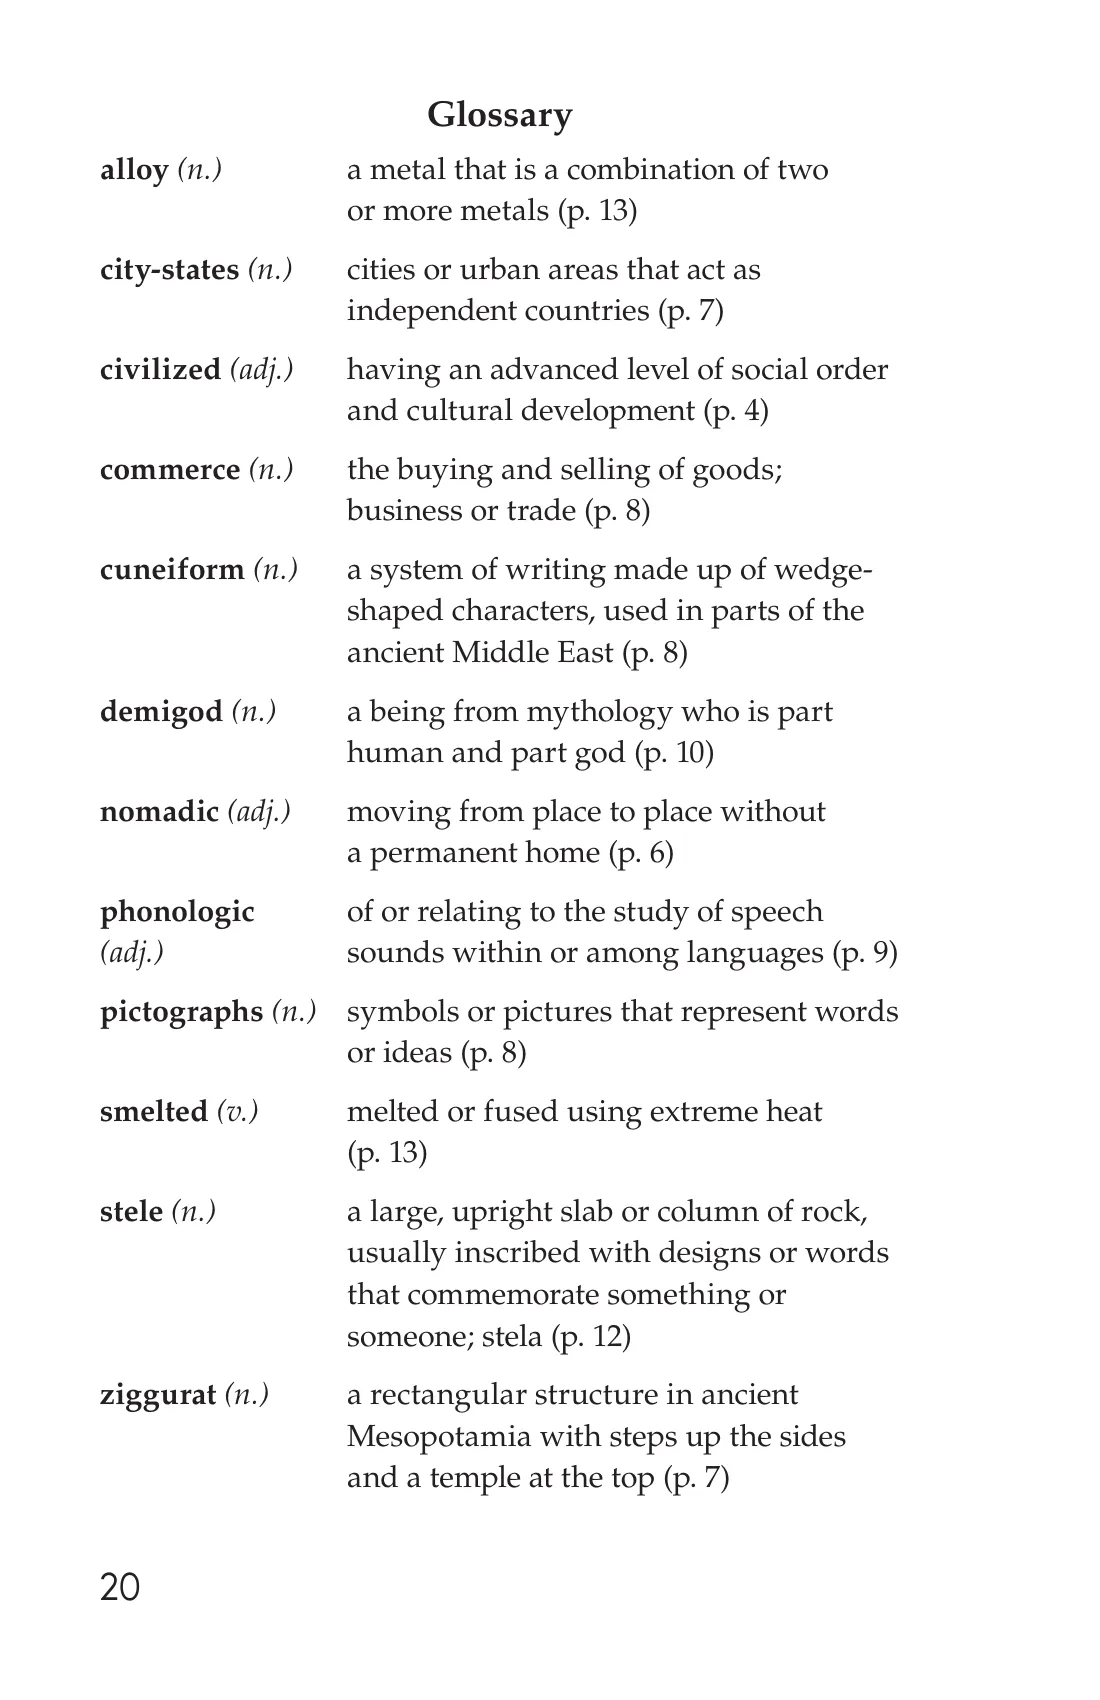 Glossary
alloy (n.) a metal that is a combination of two
or more metals (p. 13)
city-states (n.) cities or urban areas that act as
independent countries (p. 7)
civilized (adj.) having an advanced level of social order
and cultural development (p. 4)
commerce (n.) the buying and selling of goods;
business or trade (p. 8)
cuneiform (n.) a system of writing made up of wedge-
shaped characters, used in parts of the
ancient Middle East (p. 8)
demigod (n.) a being from mythology who is part
human and part god (p. 10)
nomadic (adj.) moving from place to place without
a permanent home (p. 6)
phonologic of or relating to the study of speech
(adj.) sounds within or among languages (p. 9)
pictographs (n.) symbols or pictures that represent words
or ideas (p. 8)
smelted (v.) melted or fused using extreme heat
(p. 13)
stele (n.) a large, upright slab or column of rock,
usually inscribed with designs or words
that commemorate something or
someone; stela (p. 12)
ziggurat (n.) a rectangular structure in ancient
Mesopotamia with steps up the sides
and a temple at the top (p. 7)
20